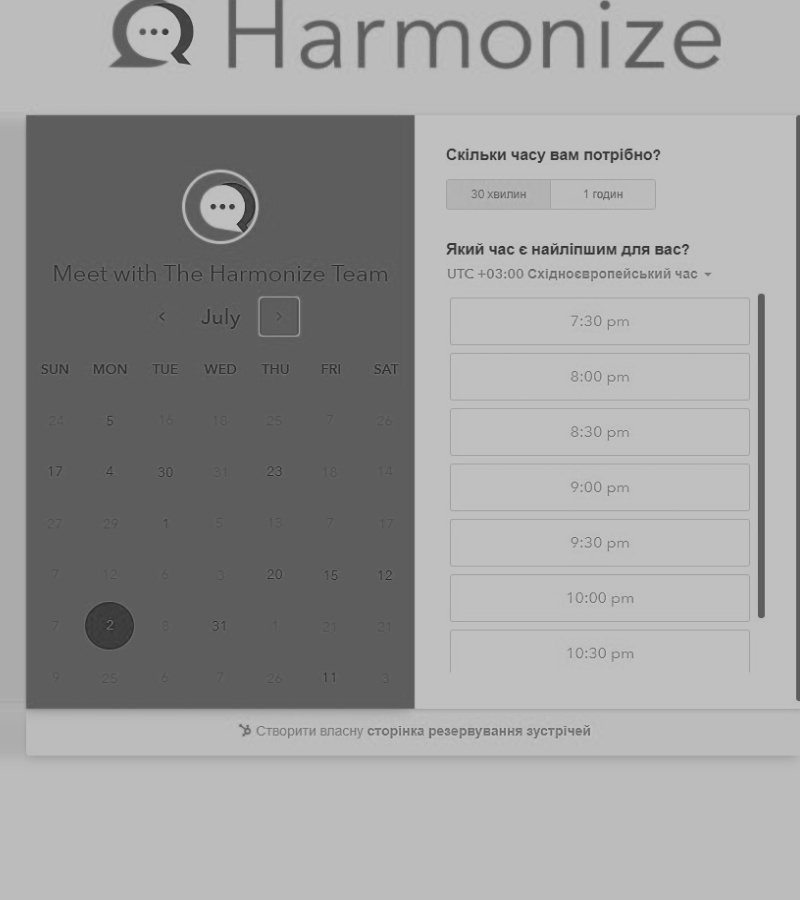 Harmonize
Meet with The Harmonize Team
July
SUN MON TUE WED THU FRI SAT
24 5 16 18 25 7 26
17 4 30 31 23 18 14
27 29 1 5 13 7 17
7 12 6 3 20 15 12
7 2 8 31 1 21 21
9 25 6 7 26 11 3
Скільки часу вам потрібно?
30 хвилин 1 годин
Який час є найліпшим для вас?
UTC +03:00 Східноєвропейський час
7:30 pm
8:00 pm
8:30 pm
9:00 pm
9:30 pm
10:00 pm
10:30 pm
Створити власну сторінка резервування зустрічей